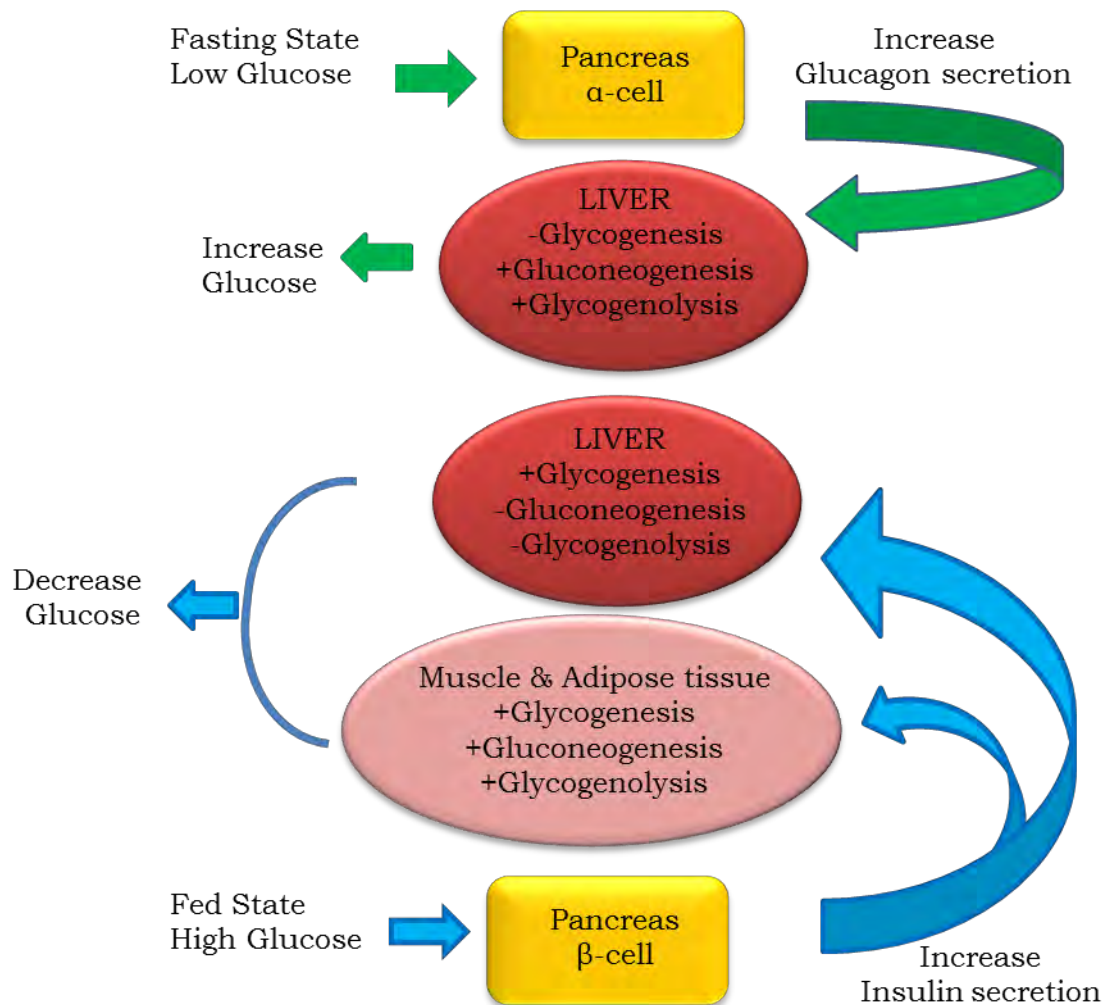 Fasting State
Low Glucose
Pancreas
α-cell
Increase
Glucagon secretion
LIVER
-Glycogenesis
+Gluconeogenesis
+Glycogenolysis
Increase
Glucose
LIVER
+Glycogenesis
-Gluconeogenesis
-Glycogenolysis
Decrease
Glucose
Muscle & Adipose tissue
+Glycogenesis
+Gluconeogenesis
+Glycogenolysis
Fed State
High Glucose
Pancreas
β-cell
Increase
Insulin secretion